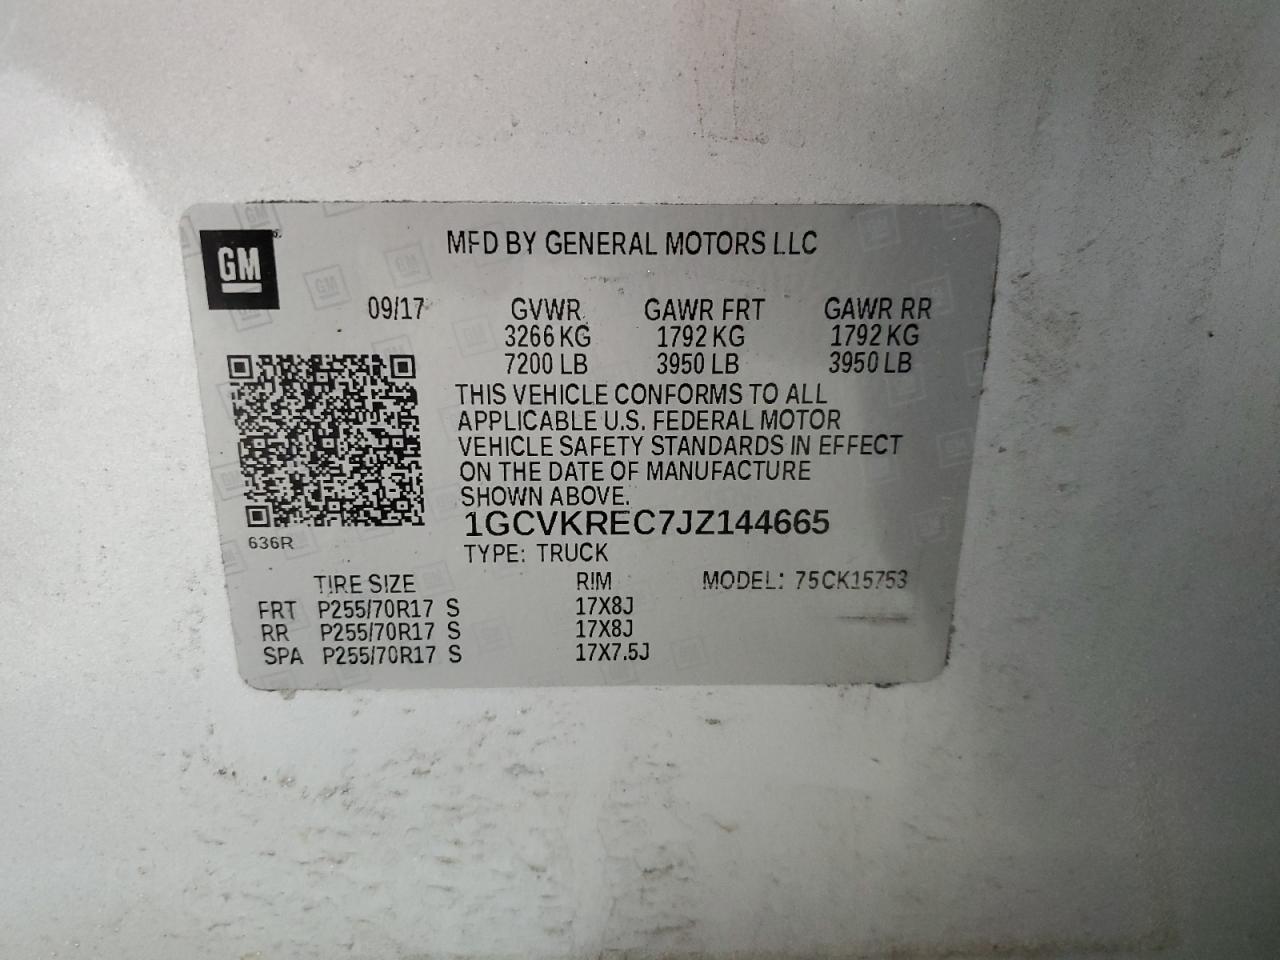 GM
MFD BY GENERAL MOTORS LLC
09/17 GVWR GAWR FRT GAWR RR
3266 KG 1792 KG 1792 KG
7200 LB 3950 LB 3950 LB
THIS VEHICLE CONFORMS TO ALL
APPLICABLE U.S. FEDERAL MOTOR
VEHICLE SAFETY STANDARDS IN EFFECT
ON THE DATE OF MANUFACTURE
SHOWN ABOVE.
1GCVKREC7JZ144665
636R
TYPE: TRUCK
TIRE SIZE RIM MODEL: 75CK15753
FRT P255/70R17 S 17X8J
RR P255/70R17 S 17X8J
SPA P255/70R17 S 17X7.5J